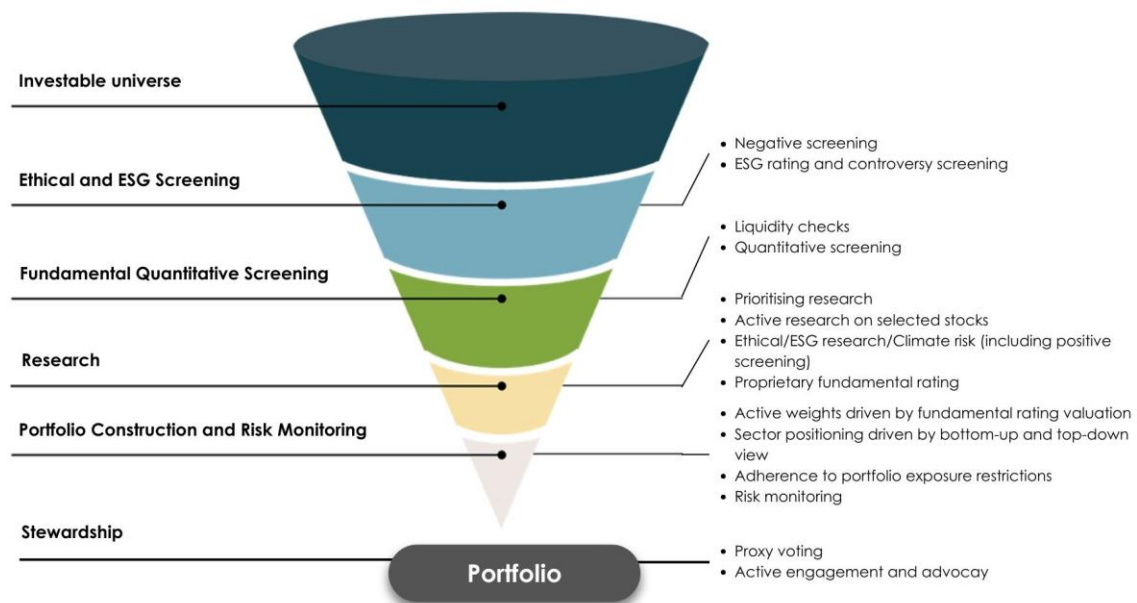 Investable universe
Ethical and ESG Screening
• Negative screening
• ESG rating and controversy screening
Fundamental Quantitative Screening
• Liquidity checks
• Quantitative screening
Research
• Prioritising research
• Active research on selected stocks
• Ethical/ESG research/Climate risk (including positive
screening)
• Proprietary fundamental rating
Portfolio Construction and Risk Monitoring
• Active weights driven by fundamental rating valuation
• Sector positioning driven by bottom-up and top-down
view
• Adherence to portfolio exposure restrictions
• Risk monitoring
Stewardship
Portfolio
• Proxy voting
• Active engagement and advocay